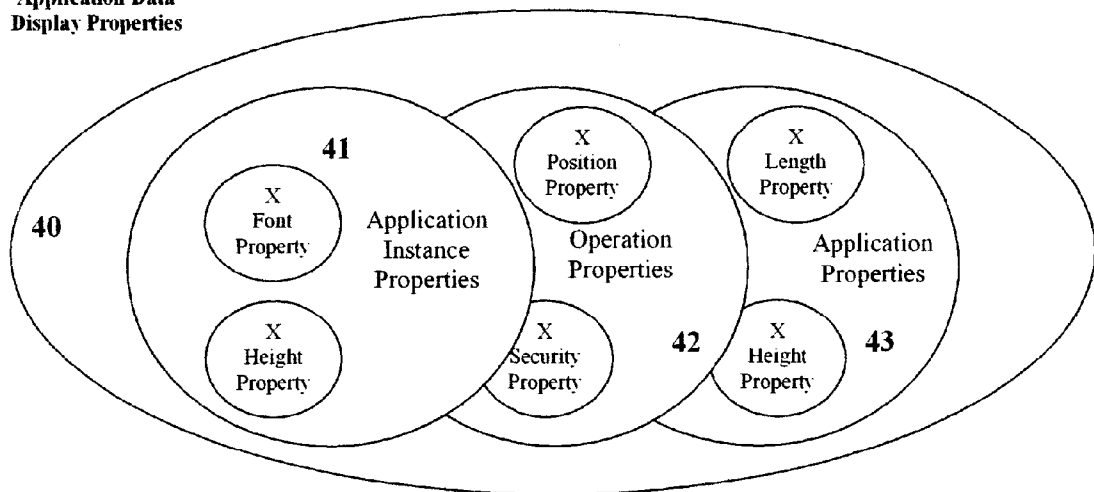 Application Data
Display Properties
40
41
X
Font
Property
Application
Instance
Properties
X
Height
Property
X
Position
Property
Operation
Properties
X
Security
Property
42
X
Length
Property
Application
Properties
X
Height
Property
43